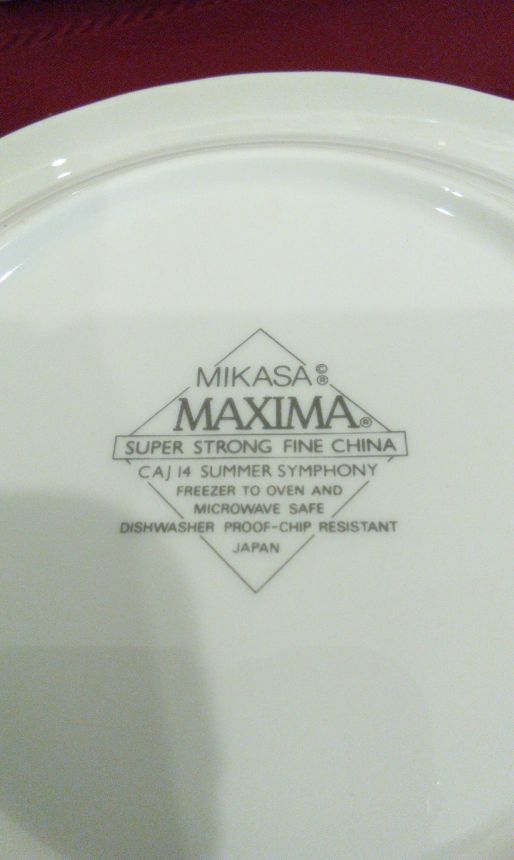 MIKASA©®
MAXIMA®
SUPER STRONG FINE CHINA
CAJ 14 SUMMER SYMPHONY
FREEZER TO OVEN AND
MICROWAVE SAFE
DISHWASHER PROOF-CHIP RESISTANT
JAPAN